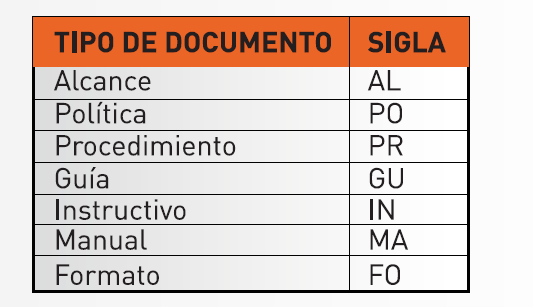 TIPO DE DOCUMENTO SIGLA
Alcance AL
Política PO
Procedimiento PR
Guía GU
Instructivo IN
Manual MA
Formato FO